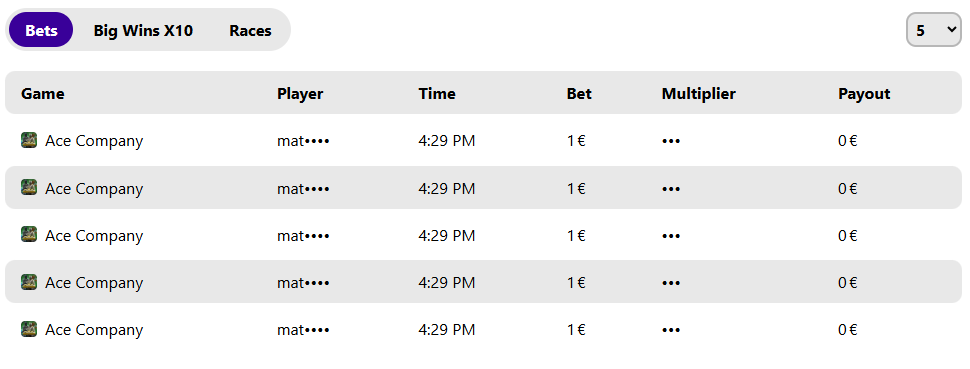 Bets Big Wins X10 Races 5
Game Player Time Bet Multiplier Payout
Ace Company mat•••• 4:29 PM 1 € ••• 0 €
Ace Company mat•••• 4:29 PM 1 € ••• 0 €
Ace Company mat•••• 4:29 PM 1 € ••• 0 €
Ace Company mat•••• 4:29 PM 1 € ••• 0 €
Ace Company mat•••• 4:29 PM 1 € ••• 0 €